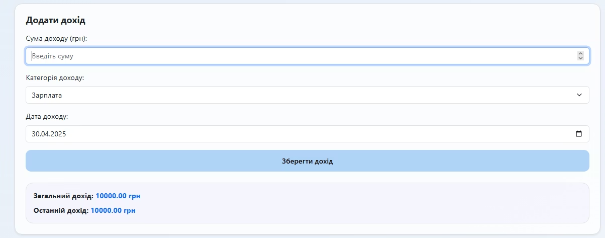 Додати дохід
Сума доходу (грн):
Введіть суму
Категорія доходу:
Зарплата
Дата доходу:
30.04.2025
Зберегти дохід
Загальний дохід: 10000.00 грн
Останній дохід: 10000.00 грн